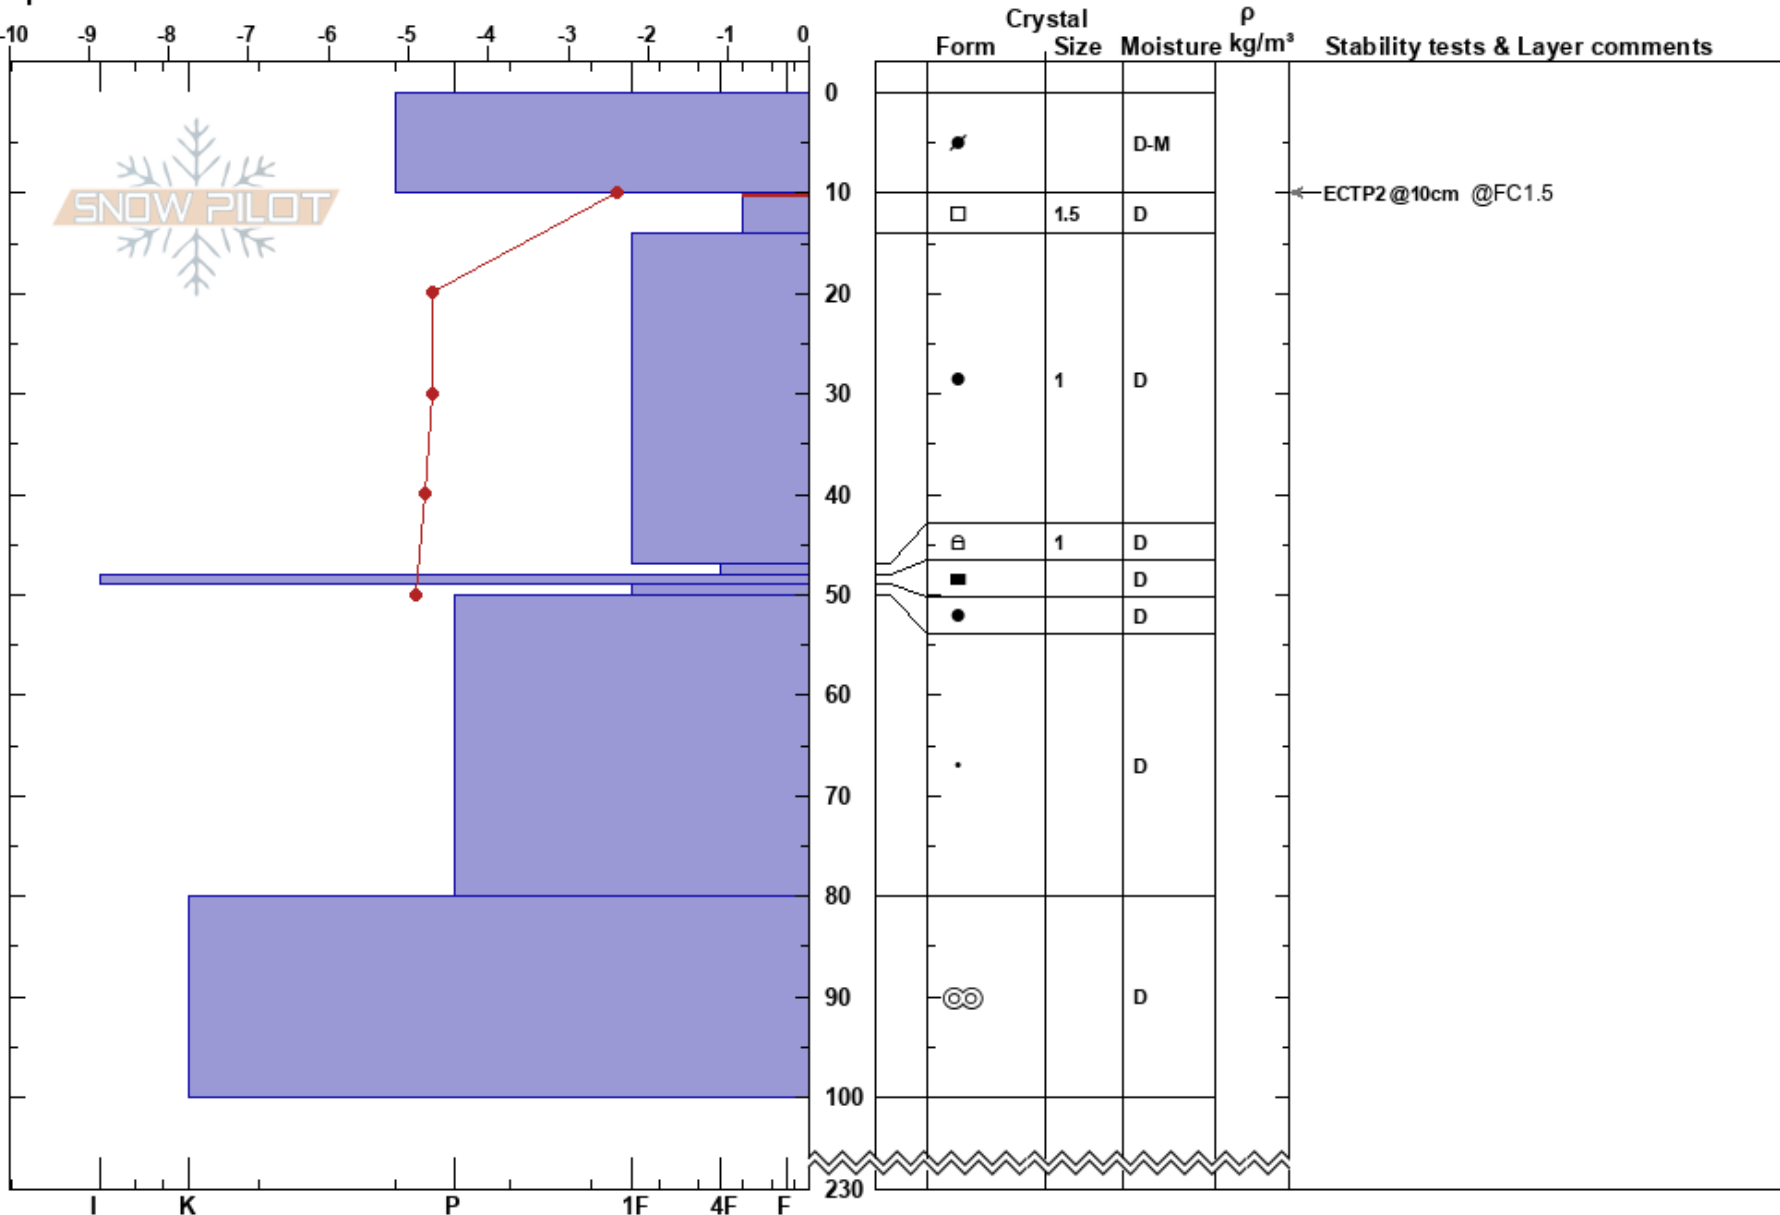 -10 -9 -8 -7 -6 -5 -4 -3 -2 -1 0
Crystal
ρ
Form Size Moisture kg/m³ Stability tests & Layer comments
SNOW PILOT
0
D-M
10
ECTP2 @10cm @FC1.5
1.5 D
20
30
1 D
40
1 D
D
50
D
60
70
D
80
90
D
100
230
I K P 1F 4F F